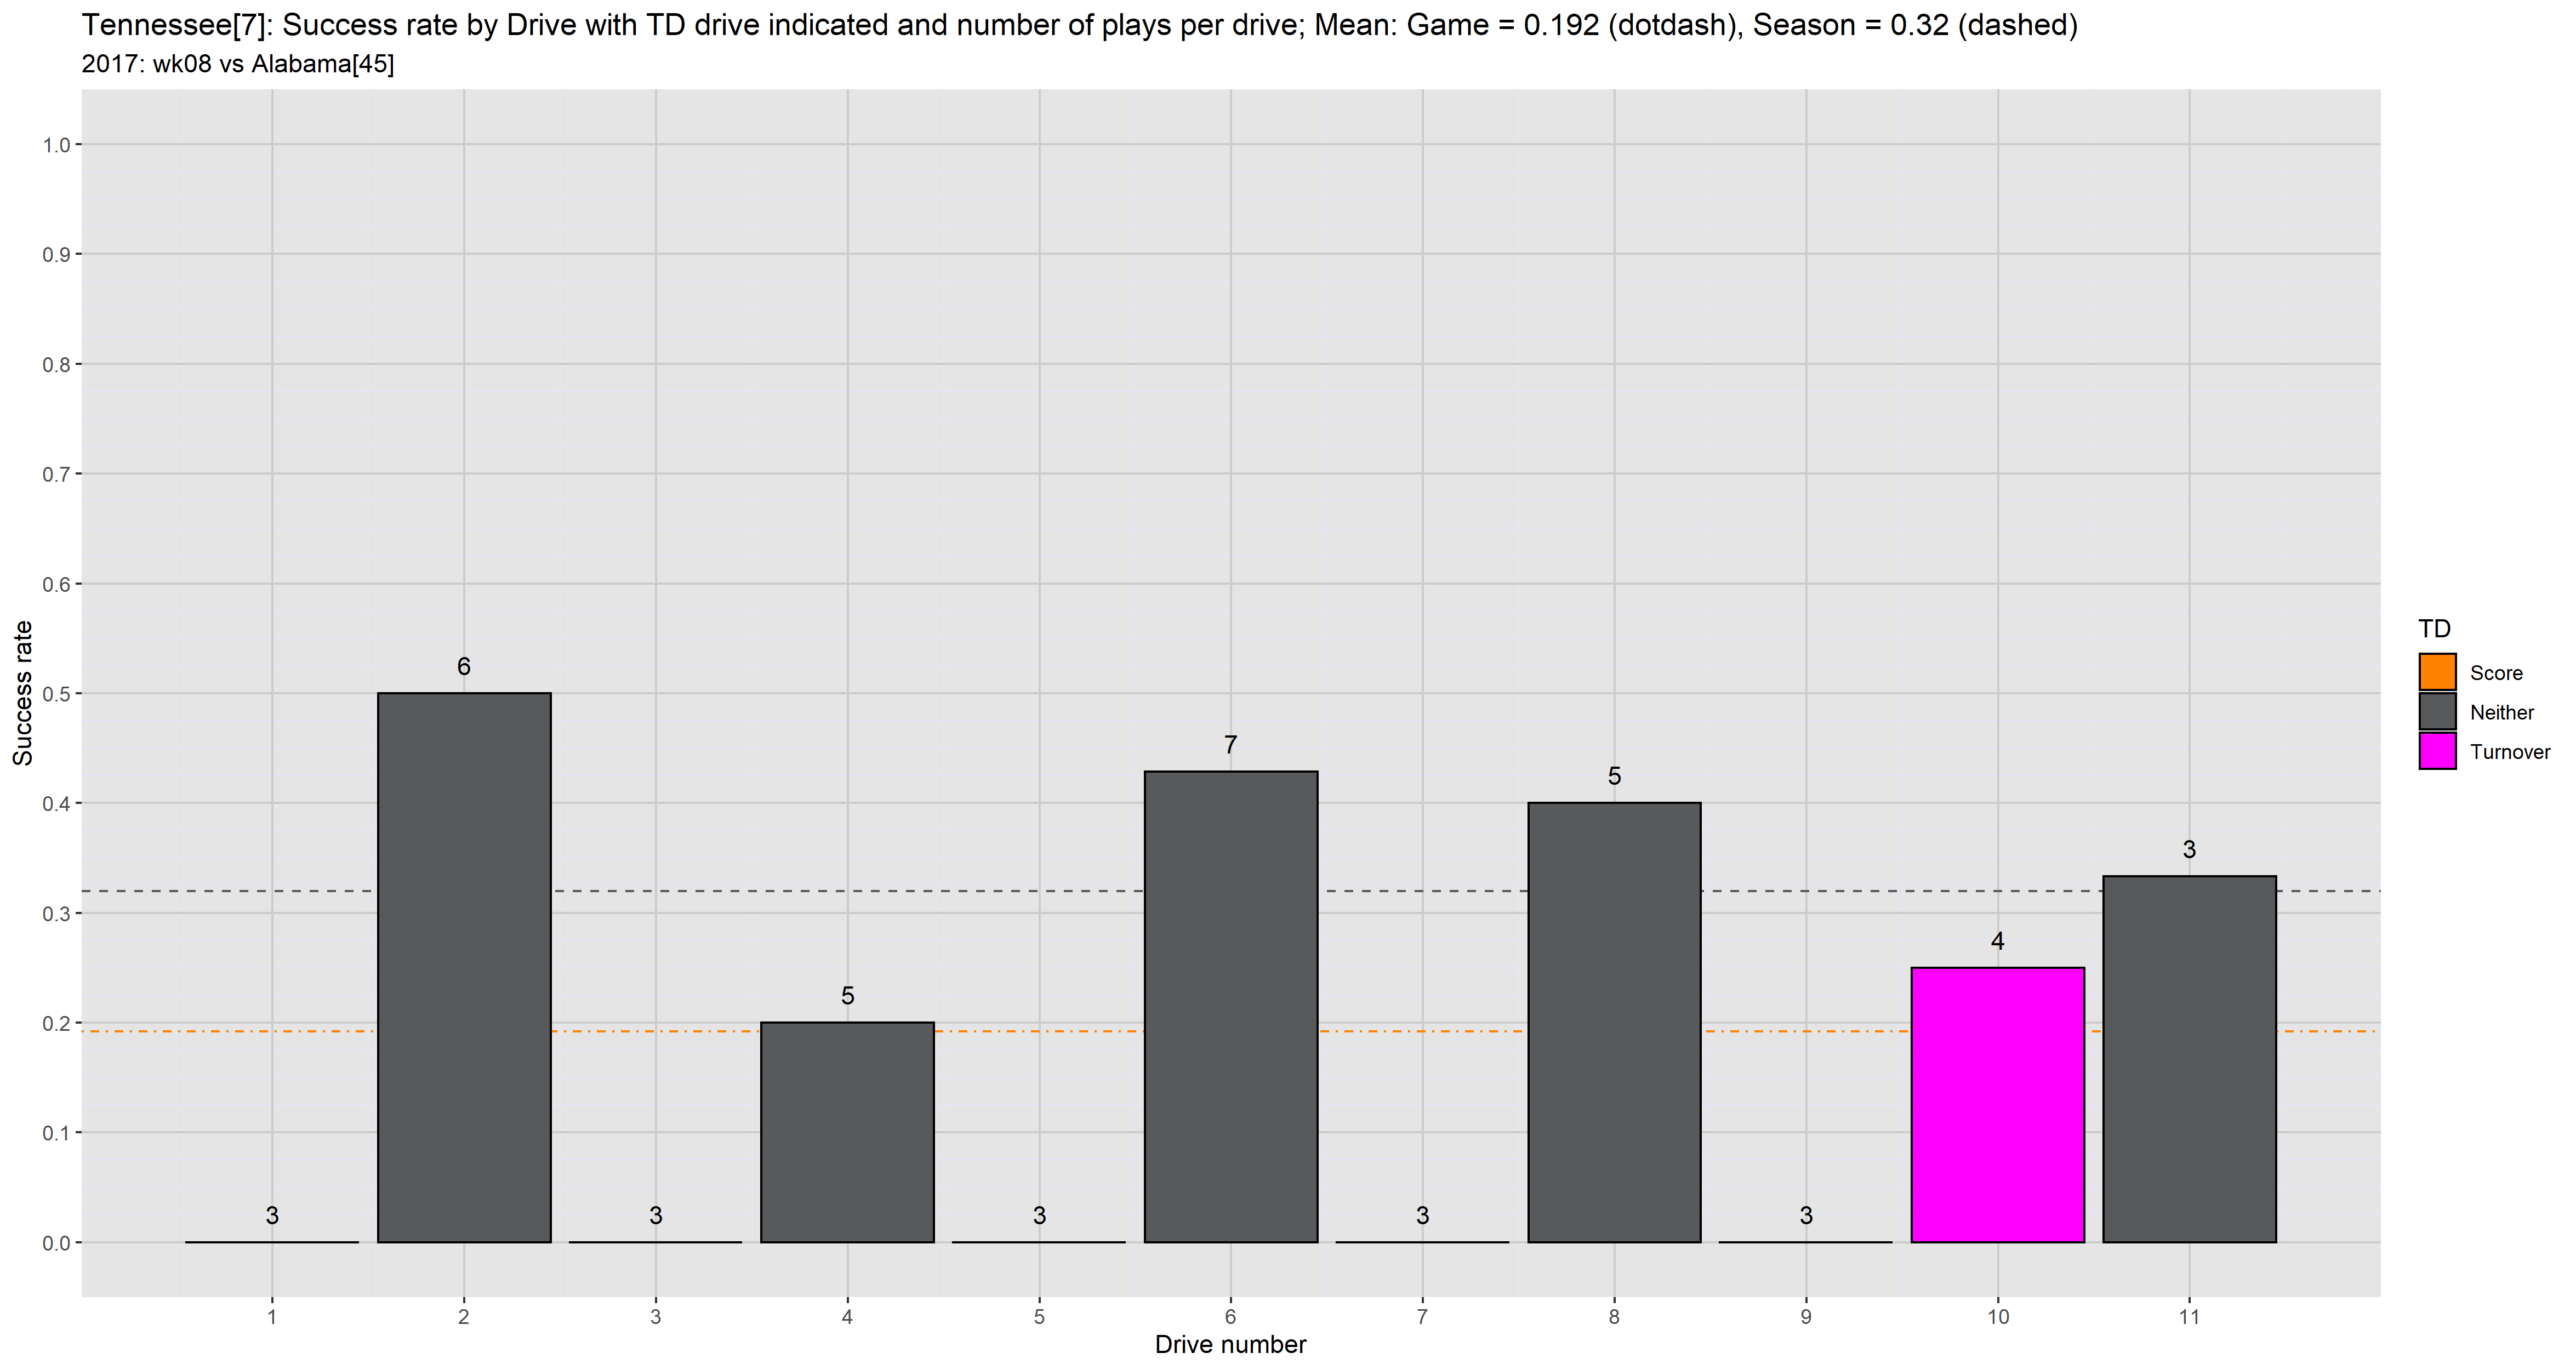 Tennessee[7]: Success rate by Drive with TD drive indicated and number of plays per drive; Mean: Game = 0.192 (dotdash), Season = 0.32 (dashed)
2017: wk08 vs Alabama[45]
Success rate
1.0
0.9
0.8
0.7
0.6
0.5
0.4
0.3
0.2
0.1
0.0
3
6
3
5
3
7
3
5
3
4
3
1 2 3 4 5 6 7 8 9 10 11
Drive number
TD
Score
Neither
Turnover